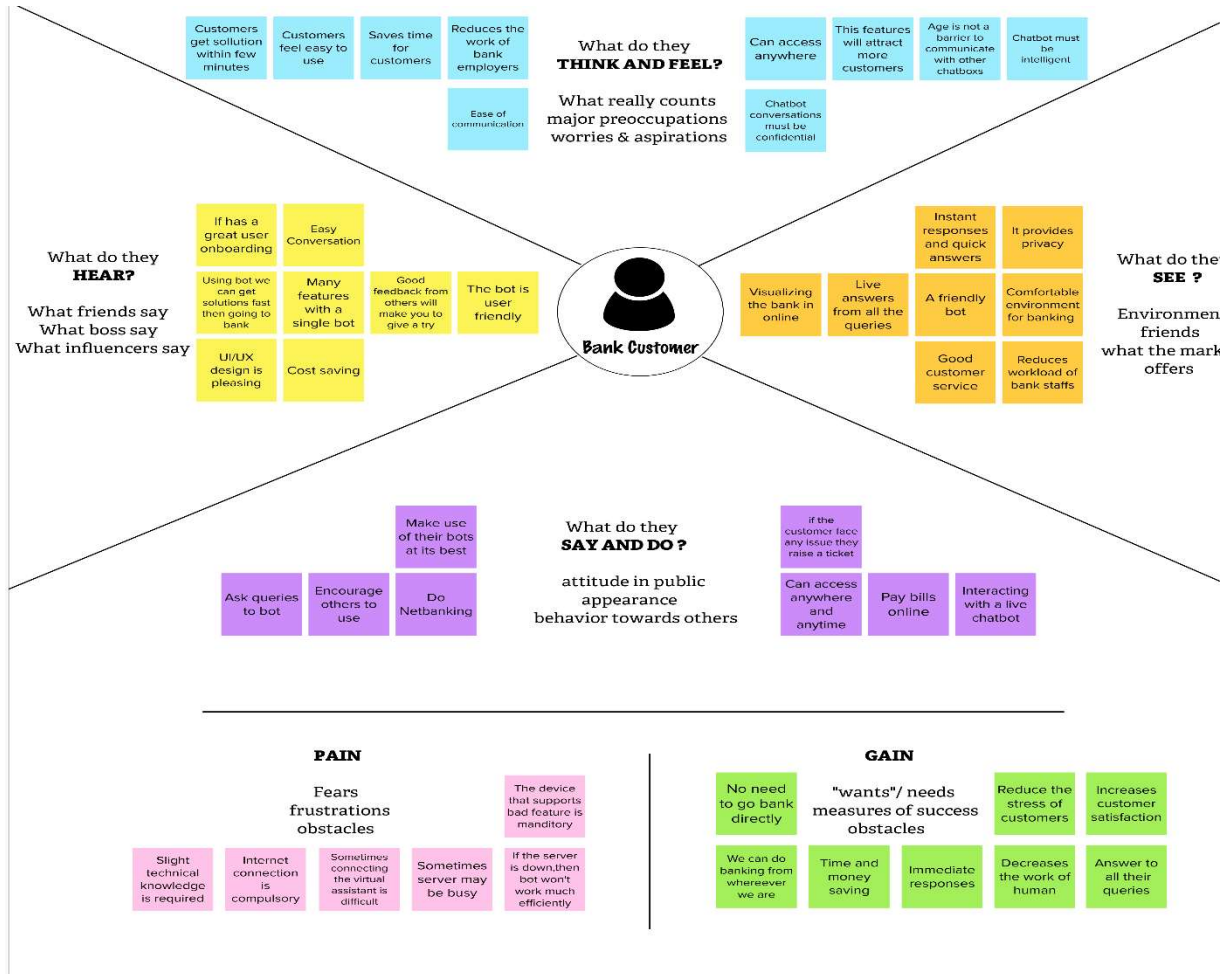 Customers
get sollution
within few
minutes
Customers
feel easy to
use
Saves time
for
customers
Reduces the
work of
bank
employers
Ease of
communication
What do they
THINK AND FEEL?
What really counts
major preoccupations
worries & aspirations
Can access
anywhere
This features
will attract
more
customers
Age is not a
barrier to
communicate
with other
chatboxs
Chatbot must
be
intelligent
Chatbot
conversations
must be
confidential
What do they
HEAR?
What friends say
What boss say
What influencers say
If has a
great user
onboarding
Easy
Conversation
Using bot we
can get
solutions fast
then going to
bank
Many
features
with a
single bot
Good
feedback from
others will
make you to
give a try
The bot is
user
friendly
UI/UX
design is
pleasing
Cost saving
Bank Customer
Instant
responses
and quick
answers
It provides
privacy
Visualizing
the bank in
online
Live
answers
from all the
queries
A friendly
bot
Comfortable
environment
for banking
Good
customer
service
Reduces
workload of
bank staffs
What do the
SEE ?
Environmen
friends
what the mark
offers
Make use
of their bots
at its best
Ask queries
to bot
Encourage
others to
use
Do
Netbanking
What do they
SAY AND DO ?
attitude in public
appearance
behavior towards others
if the
customer face
any issue they
raise a ticket
Can access
anywhere
and
anytime
Pay bills
online
Interacting
with a live
chatbot
PAIN
Fears
frustrations
obstacles
The device
that supports
bad feature is
manditory
Slight
technical
knowledge
is required
Internet
connection
is
compulsory
Sometimes
connecting
the virtual
assistant is
difficult
Sometimes
server may
be busy
If the server
is down,then
bot won't
work much
efficiently
GAIN
"wants"/ needs
measures of success
obstacles
No need
to go bank
directly
Reduce the
stress of
customers
Increases
customer
satisfaction
We can do
banking from
whereever
we are
Time and
money
saving
Immediate
responses
Decreases
the work of
human
Answer to
all their
queries